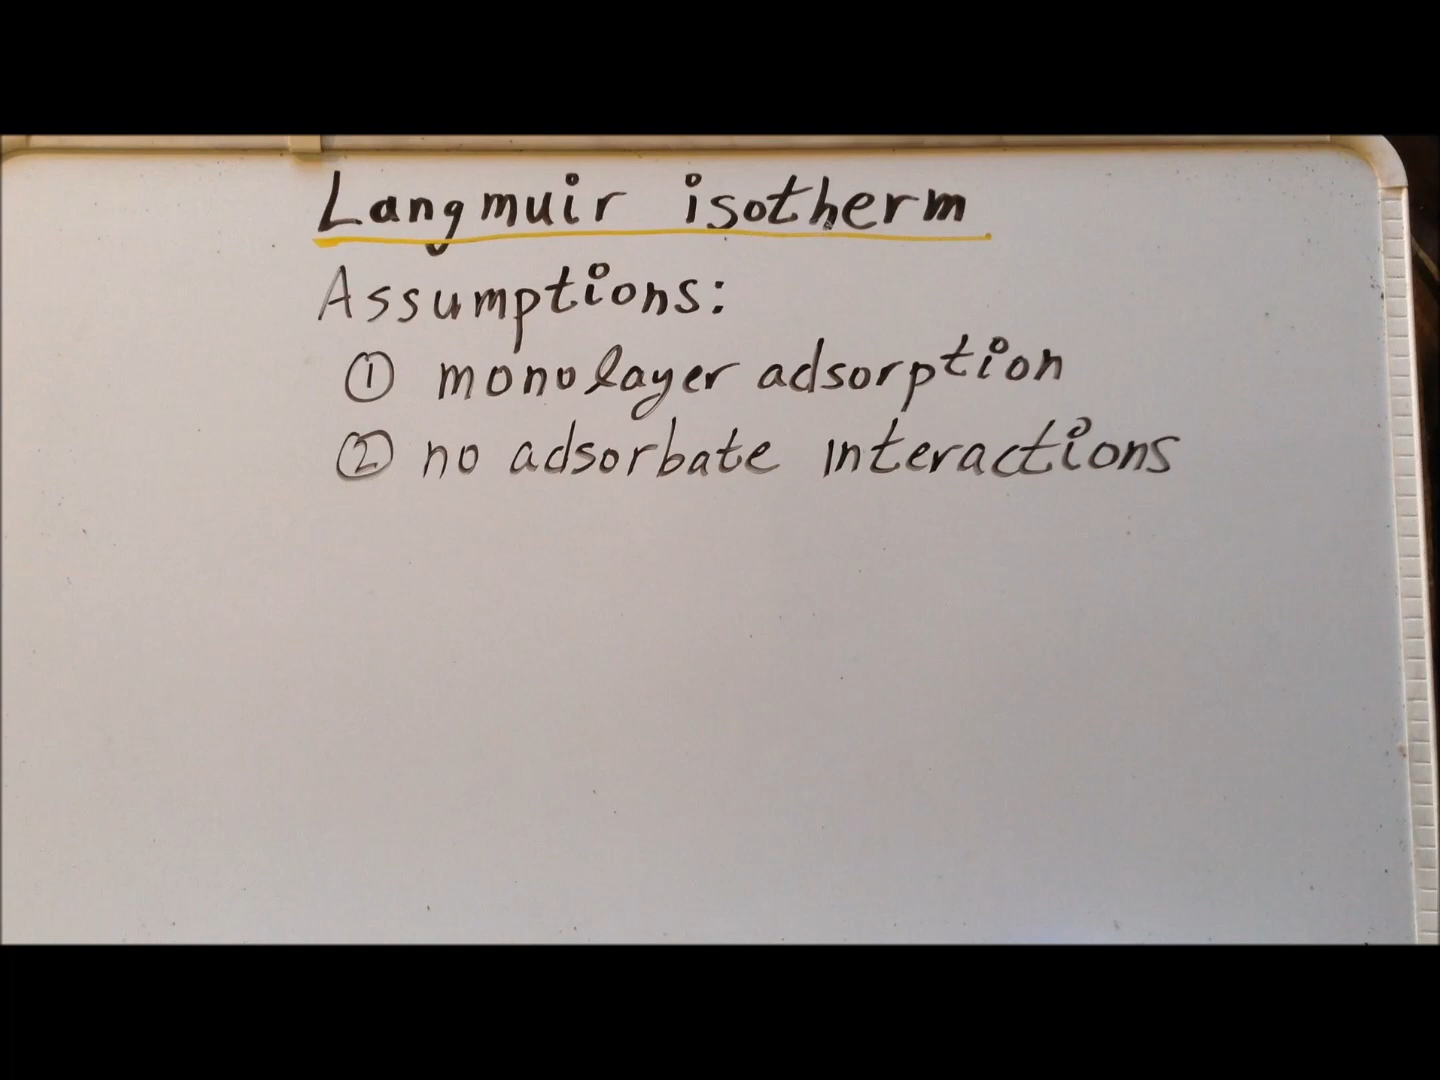 Langmuir isotherm
Assumptions:
① monolayer adsorption
② no adsorbate interactions